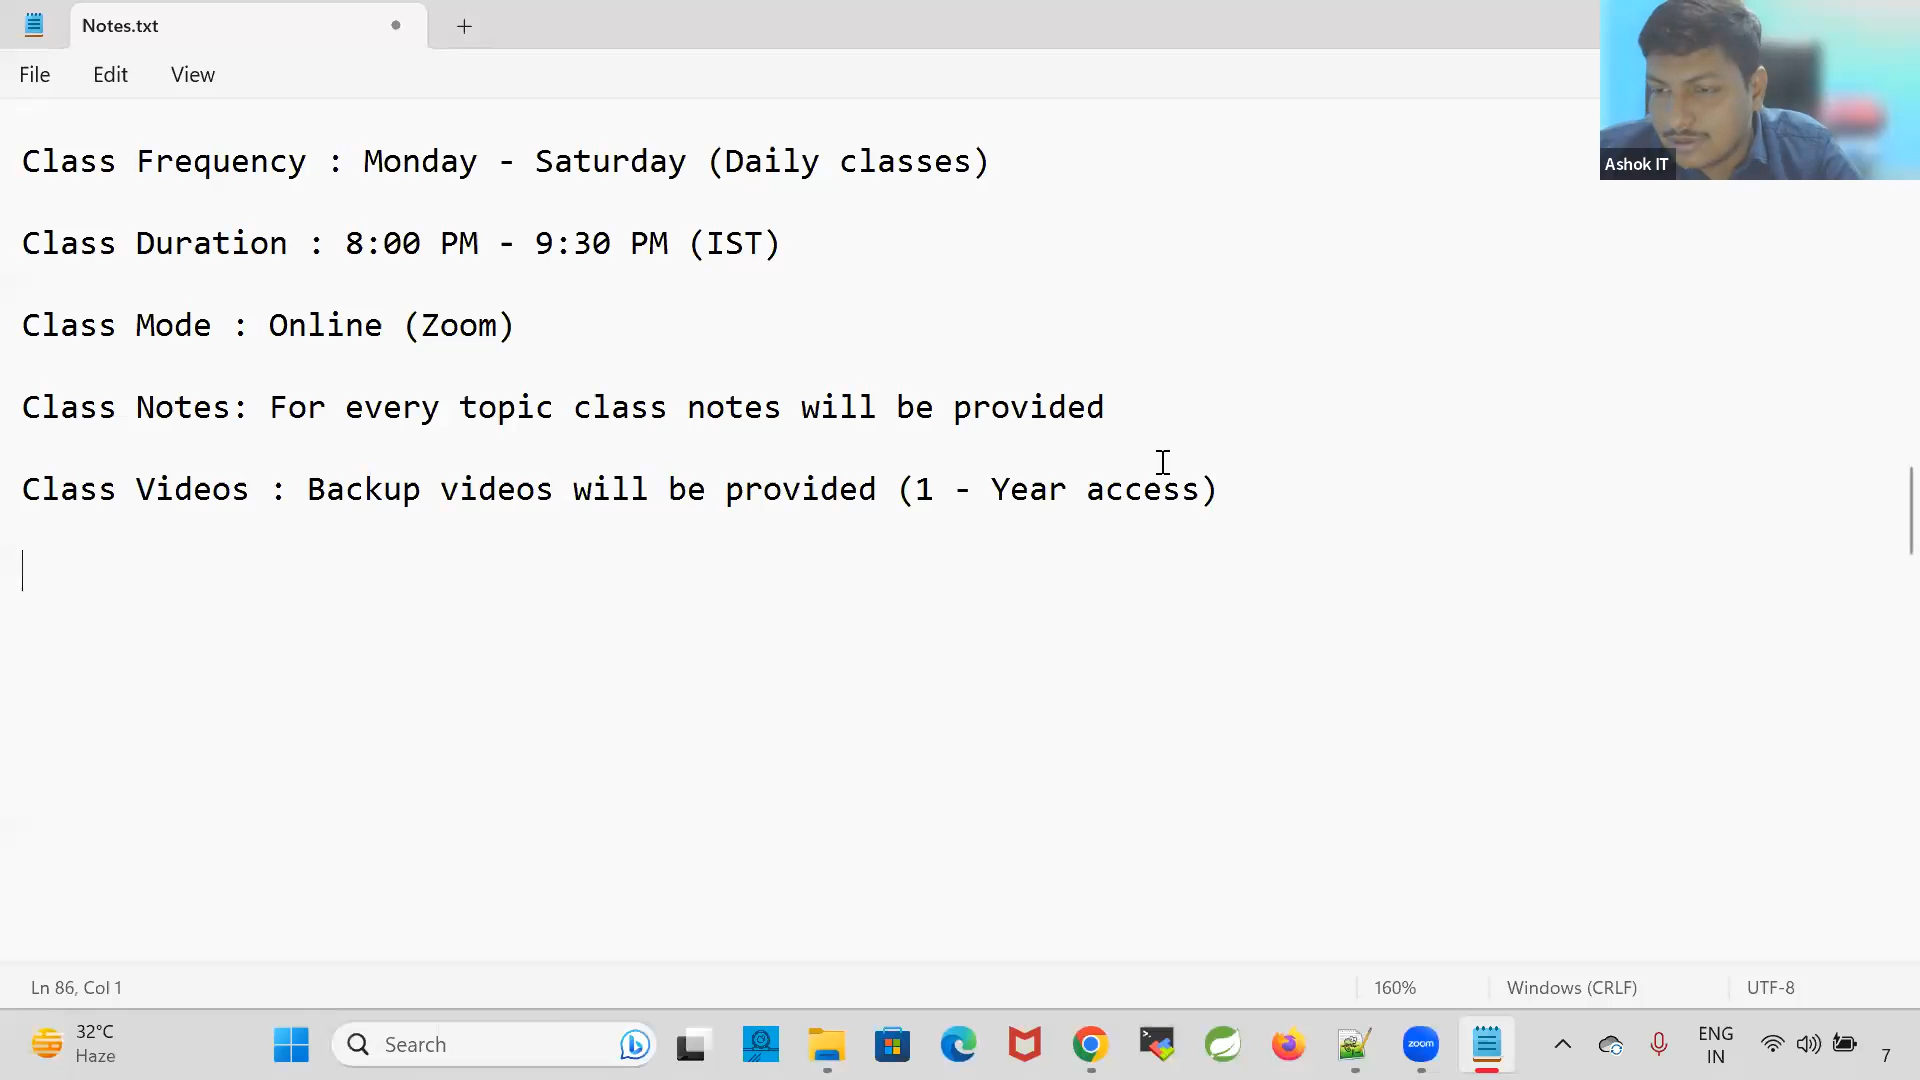 Notes.txt
File Edit View
Ashok IT
Class Frequency : Monday - Saturday (Daily classes)
Class Duration : 8:00 PM - 9:30 PM (IST)
Class Mode : Online (Zoom)
Class Notes: For every topic class notes will be provided
Class Videos : Backup videos will be provided (1 - Year access)
Ln 86, Col 1 160% Windows (CRLF) UTF-8
32°C
Haze
Search
zoom
ENG
IN
7